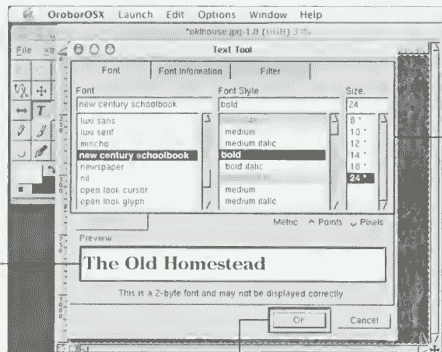 OroborOSX Launch Edit Options Window Help
"oldhouse.jpg-1.0 (RGB) 33%
Text Tool
File Xtns
Font Font Information Filter
Font Font Style Size:
new century schoolbook bold 24
luxi sans
luxi serif
mincho
new century schoolbook
newspaper
nil
open look cursor
open look glyph
medium
medium italic
bold
bold italic
medium
medium italic
8 *
10 *
12 *
14 *
18 *
24 *
Metric Points Pixels
Preview
The Old Homestead
This is a 2-byte font and may not be displayed correctly
Cancel